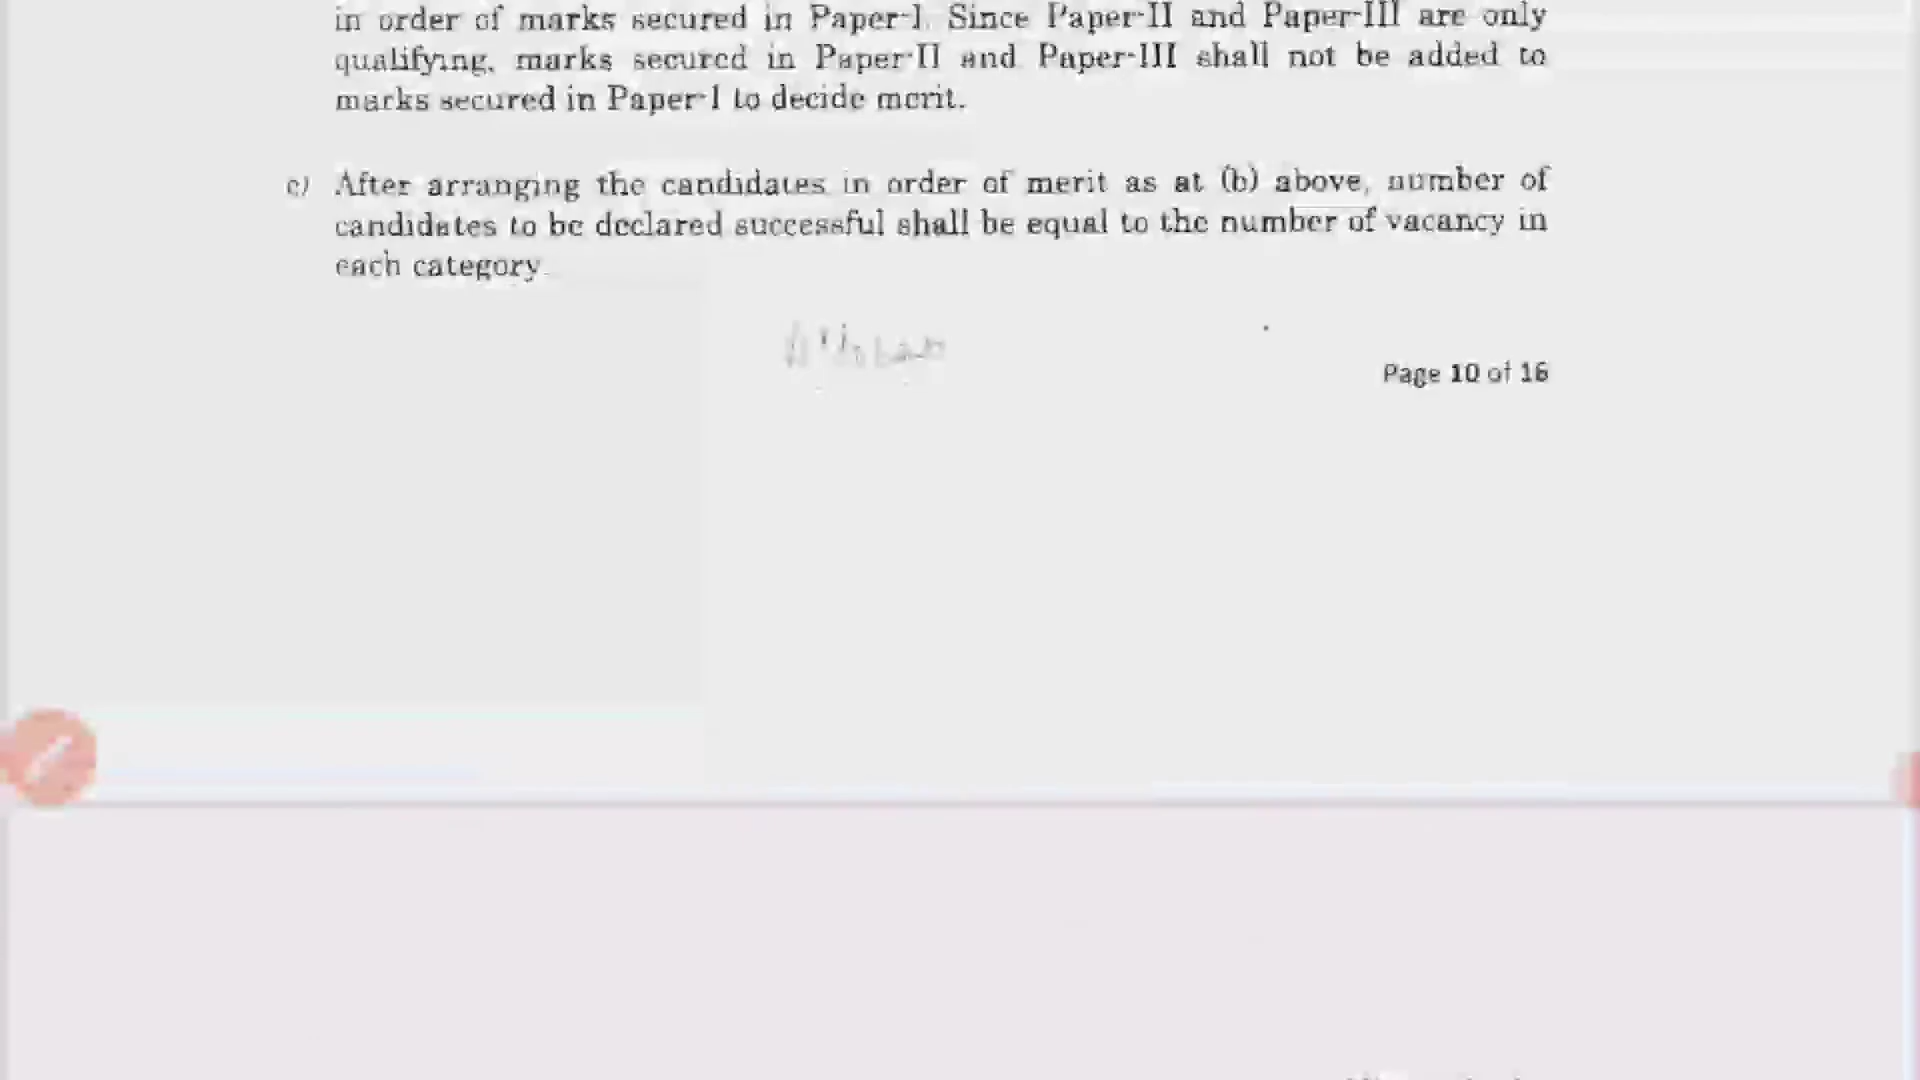 in order of marks secured in Paper-I. Since Paper-II and Paper-III are only
qualifying, marks secured in Paper-II and Paper-III shall not be added to
marks secured in Paper-I to decide merit.
c) After arranging the candidates in order of merit as at (b) above, number of
candidates to be declared successful shall be equal to the number of vacancy in
each category.
Page 10 of 16